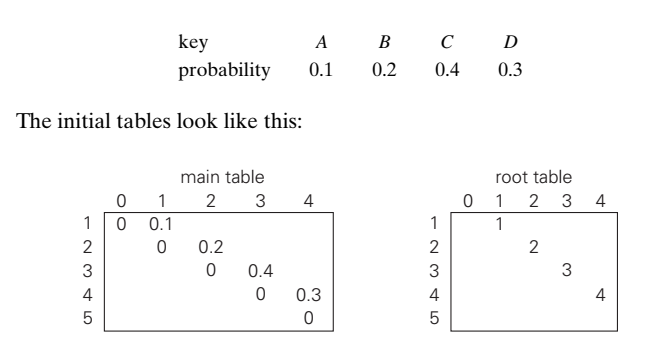 key A B C D
probability 0.1 0.2 0.4 0.3
The initial tables look like this:
main table root table
0 1 2 3 4 0 1 2 3 4
1 0 0.1 1 1
2 0 0.2 2 2
3 0 0.4 3 3
4 0 0.3 4 4
5 0 5